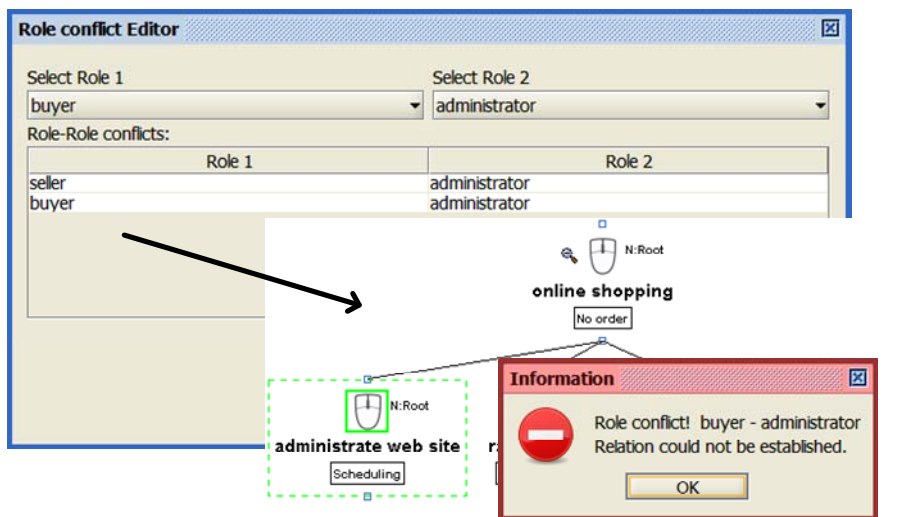 Role conflict Editor
Select Role 1
Select Role 2
buyer
administrator
Role-Role conflicts:
Role 1
Role 2
seller
administrator
buyer
administrator
N:Root
online shopping
No order
N:Root
administrate web site
Scheduling
Information
Role conflict! buyer - administrator
Relation could not be established.
OK